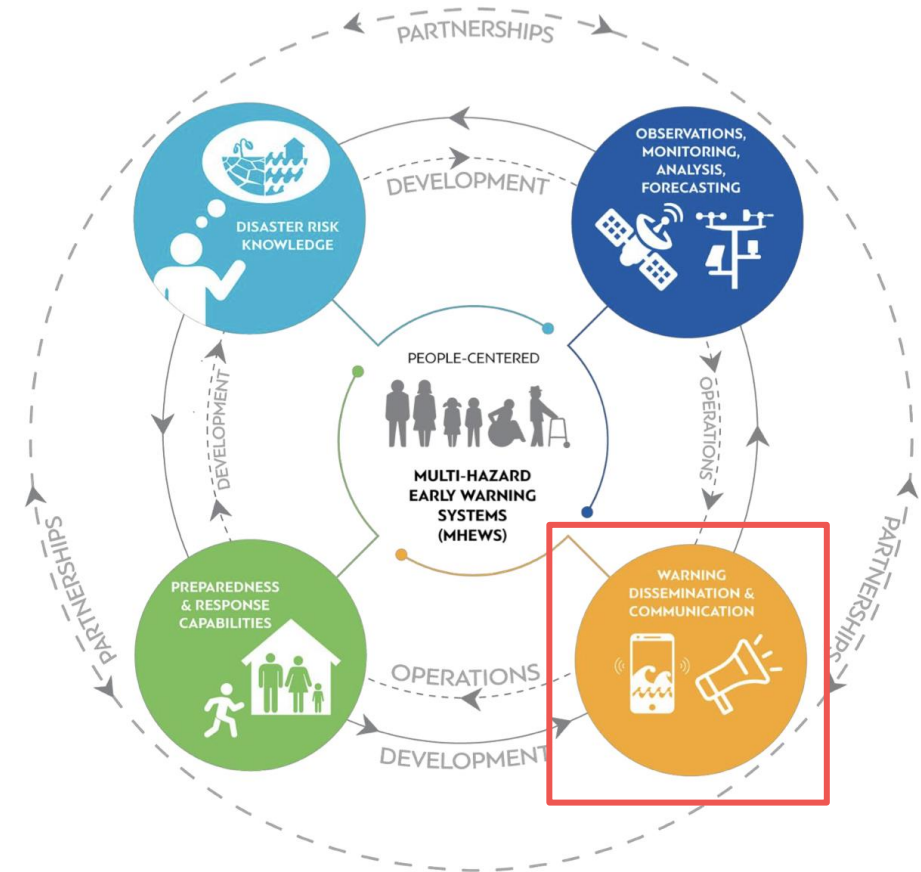 PARTNERSHIPS
OBSERVATIONS,
MONITORING,
ANALYSIS,
FORECASTING
DEVELOPMENT
DISASTER RISK
KNOWLEDGE
PEOPLE-CENTERED
DEVELOPMENT
OPERATIONS
MULTI-HAZARD
EARLY WARNING
SYSTEMS
(MHEWS)
PARTNERSHIPS
PARTNERSHIPS
PREPAREDNESS
& RESPONSE
CAPABILITIES
WARNING
DISSEMINATION &
COMMUNICATION
OPERATIONS
DEVELOPMENT